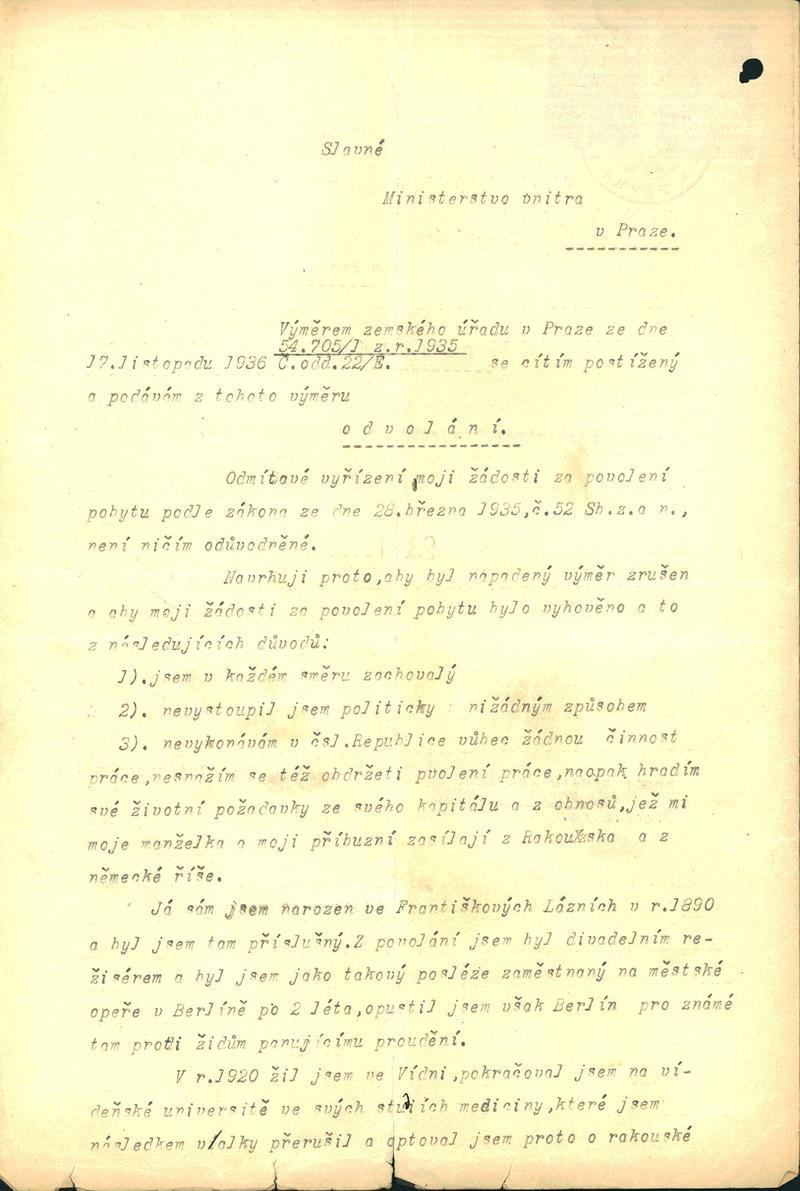 Slavné
Ministerstvo vnitra
v Praze.
Výměrem zemského úřadu v Praze ze dne
54.705/1 z.r.1935
17.listopadu 1936 Č.odd.22/E. se cítím postižený
a podávám z tohoto výměru
o d v o l á n í.
Odmítavé vyřízení moji žádosti za povolení
pobytu podle zákona ze dne 28.března 1935,č.52 Sb.z.a n.,
není ničím odůvodněné.
Navrhuji proto,aby byl napadený výměr zrušen
a aby moji žádosti za povolení pobytu bylo vyhověno a to
z následujících důvodů:
1).jsem v každém směru zachovalý
2). nevystoupil jsem politicky nižádným způsobem
3). nevykonávám v čsl.Republice vůbec žádnou činnost
práce,nesnažím se též obdržeti pvolení práce,naopak hradím
své životní požadavky ze svého kapitálu a z obnosů,jež mi
moje manželka a moji příbuzní zasílají z Rakouska a z
německé říše.
Já sám jsem narozen ve Františkových Lázních v r.1890
a byl jsem tam příslušný.Z povolání jsem byl divadelním re-
žisérem a byl jsem jako takový posléze zaměstnaný na městské
opeře v Berlíně po 2 léta,opustil jsem však Berlín pro známé
tam proti židům panujícímu proudění.
V r.1920 žil jsem ve Vídni,pokračoval jsem na ví-
deňské universitě ve svých studiích mediciny,které jsem
následkem války přerušil a optoval jsem proto o rakouské